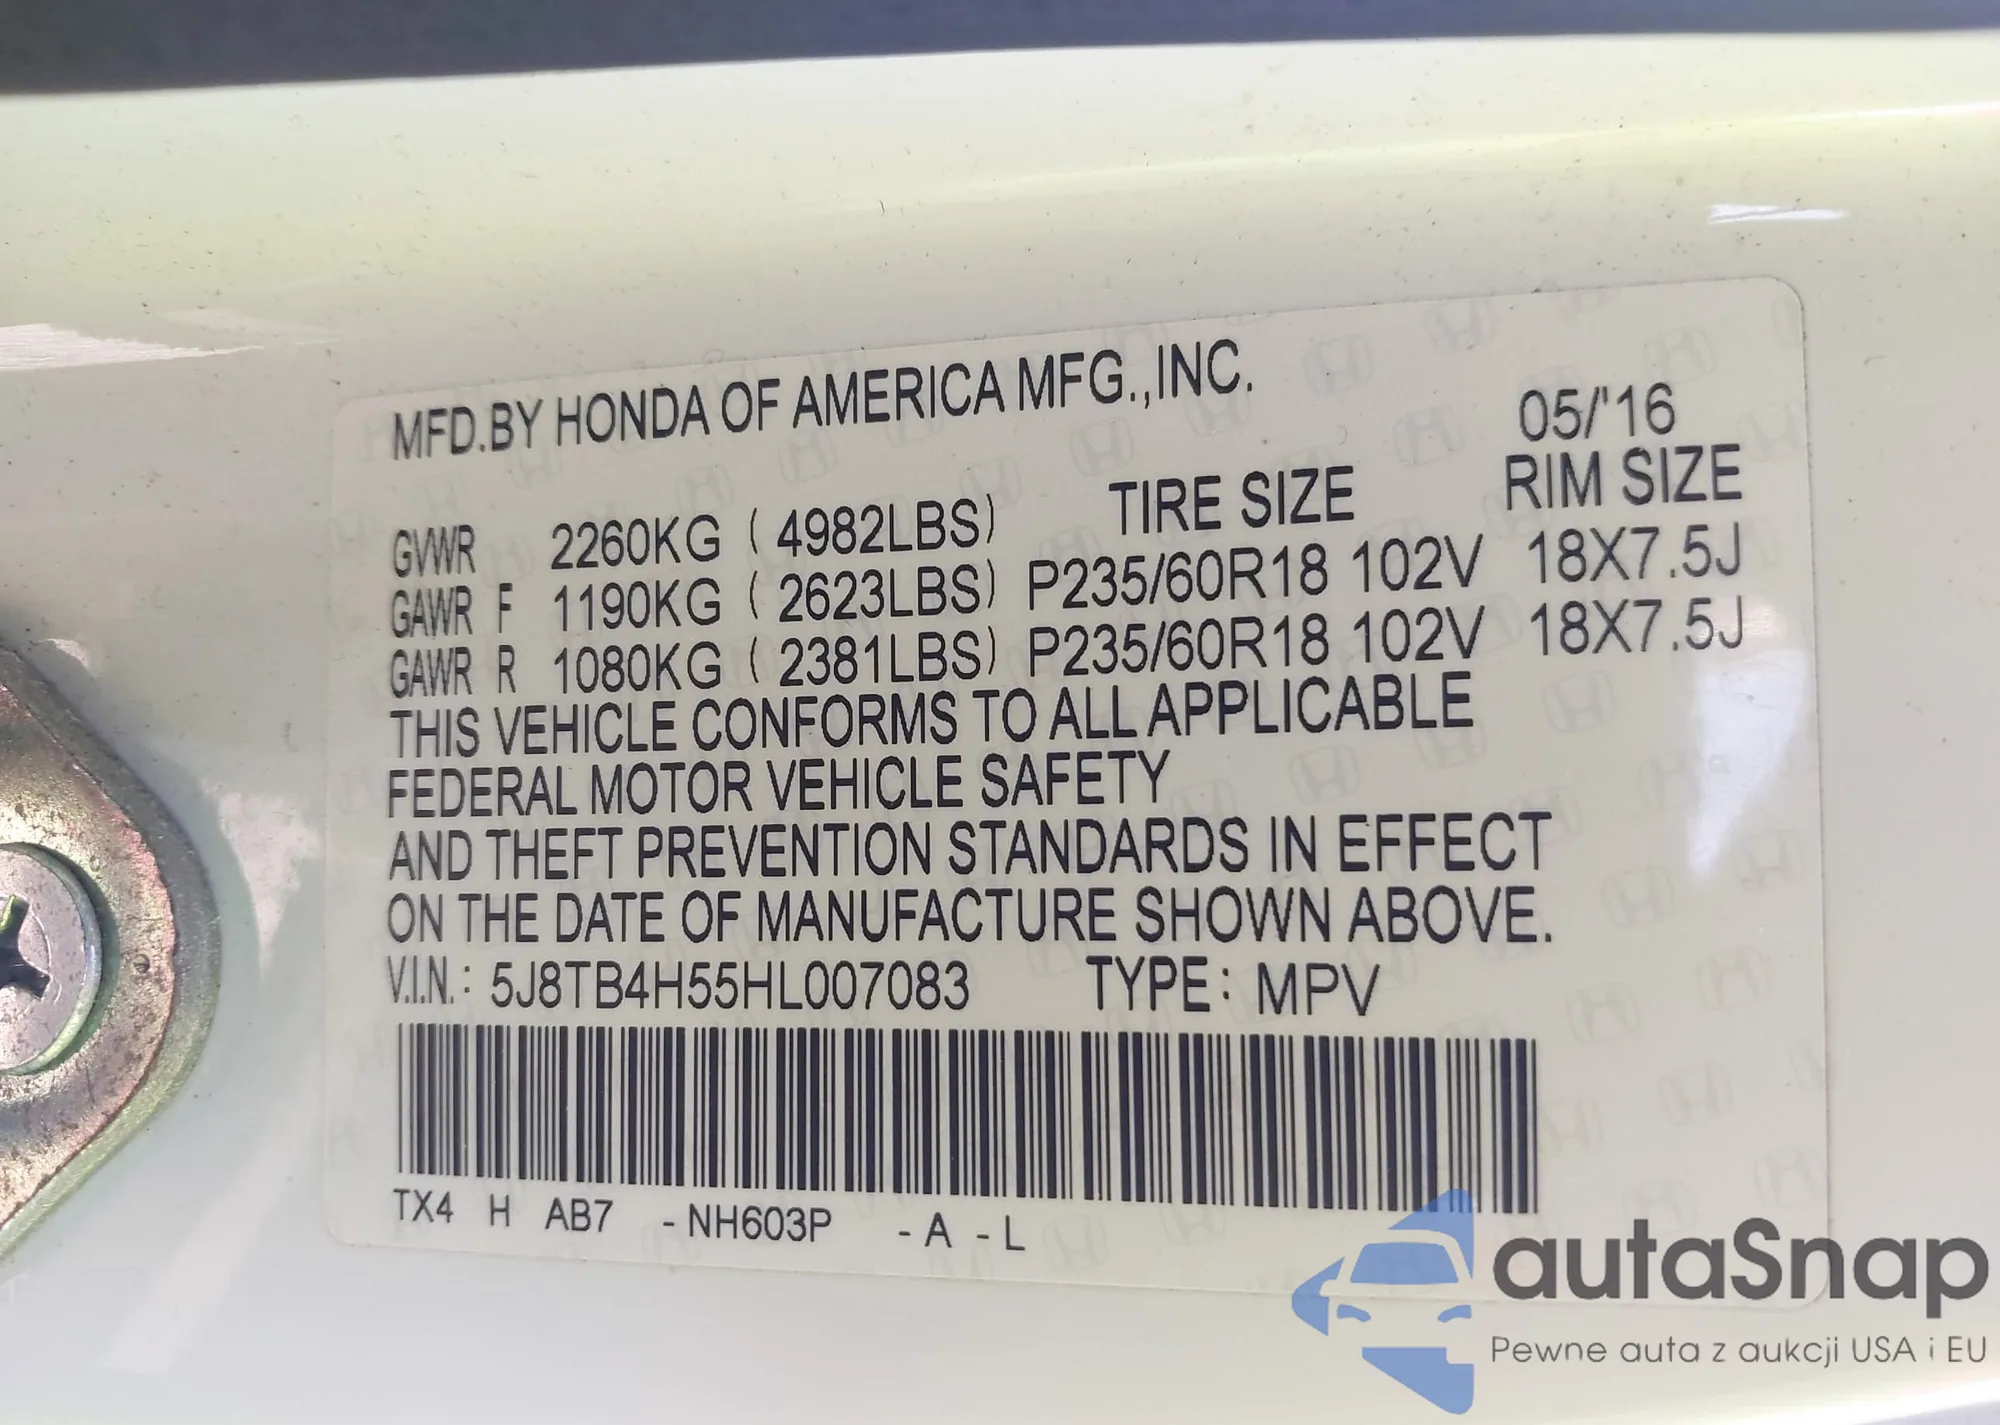 MFD.BY HONDA OF AMERICA MFG.,INC. 05/'16
TIRE SIZE RIM SIZE
GVWR 2260KG (4982LBS)
GAWR F 1190KG (2623LBS) P235/60R18 102V 18X7.5J
GAWR R 1080KG (2381LBS) P235/60R18 102V 18X7.5J
THIS VEHICLE CONFORMS TO ALL APPLICABLE
FEDERAL MOTOR VEHICLE SAFETY
AND THEFT PREVENTION STANDARDS IN EFFECT
ON THE DATE OF MANUFACTURE SHOWN ABOVE.
V.I.N.: 5J8TB4H55HL007083 TYPE: MPV
TX4 H AB7 -NH603P -A -L
autaSnap
Pewne auta z aukcji USA i EU